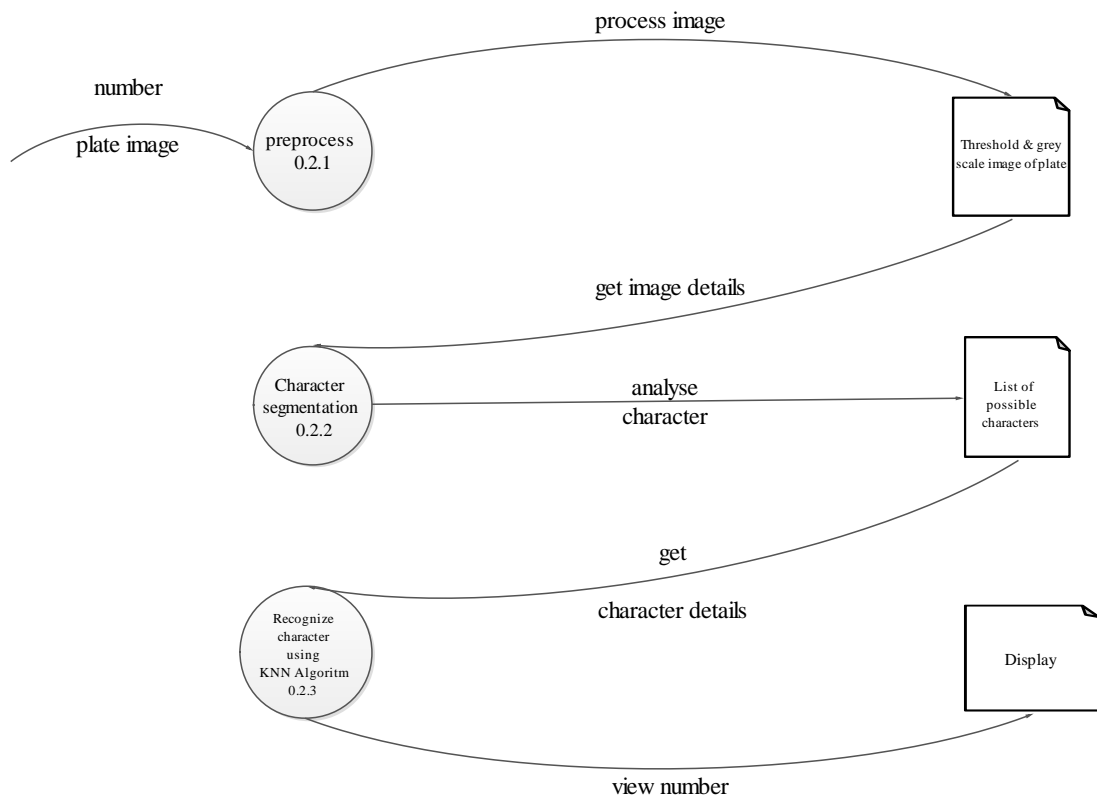 process image
number
plate image
preprocess
0.2.1
Threshold & grey
scale image of plate
get image details
Character
segmentation
0.2.2
analyse
character
List of
possible
characters
get
character details
Recognize
character
using
KNN Algoritm
0.2.3
Display
view number